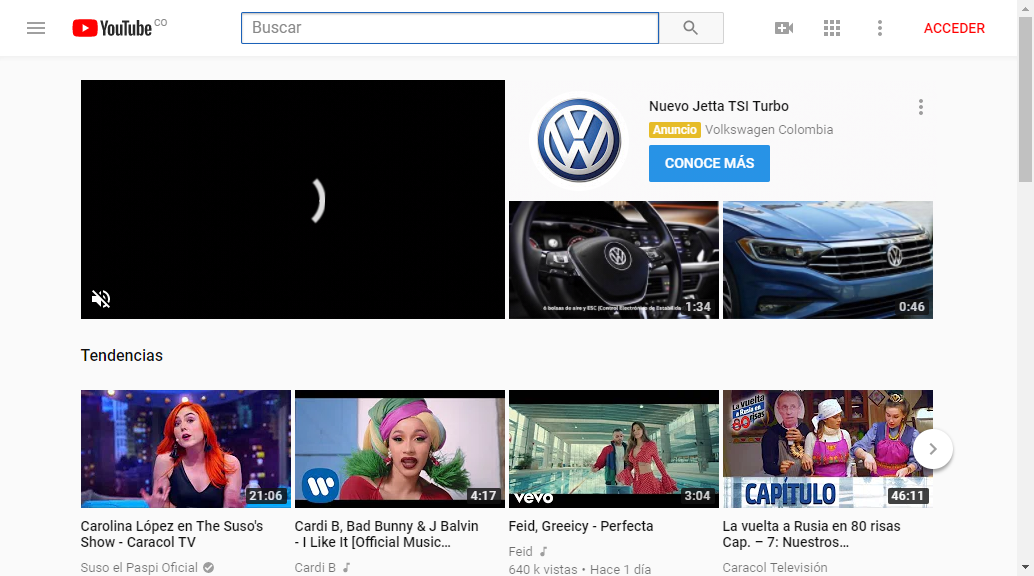 YouTube CO
Buscar
ACCEDER
Nuevo Jetta TSI Turbo
Anuncio Volkswagen Colombia
CONOCE MÁS
6 bolsas de aire y ESC (Control Electrónico de Estabilida
1:34
0:46
Tendencias
21:06
4:17
vevo
3:04
La vuelta
a Rusia en
80 risas
CAPÍTULO
46:11
Carolina López en The Suso's
Show - Caracol TV
Suso el Paspi Oficial
Cardi B, Bad Bunny & J Balvin
- I Like It [Official Music...
Cardi B
Feid, Greeicy - Perfecta
Feid
640 k vistas • Hace 1 día
La vuelta a Rusia en 80 risas
Cap. – 7: Nuestros...
Caracol Televisión